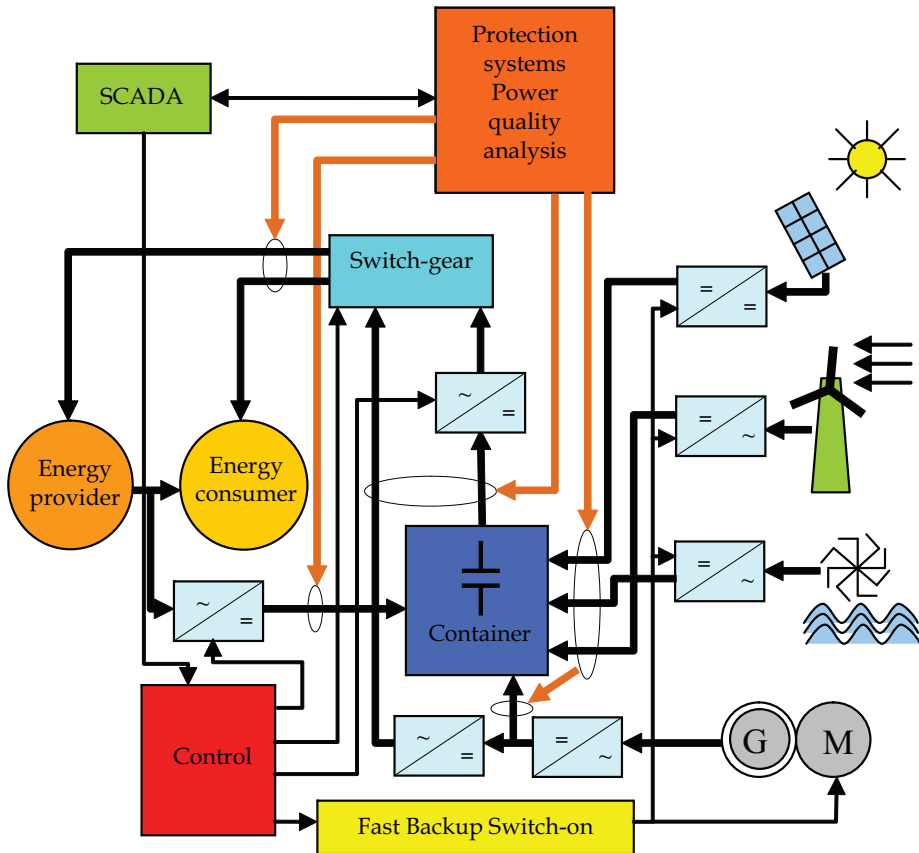 Protection
systems
Power
quality
analysis
SCADA
Switch-gear
=
=
~
=
=
~
Energy
provider
Energy
consumer
=
~
~
=
Container
Control
~
=
=
~
G
M
Fast Backup Switch-on